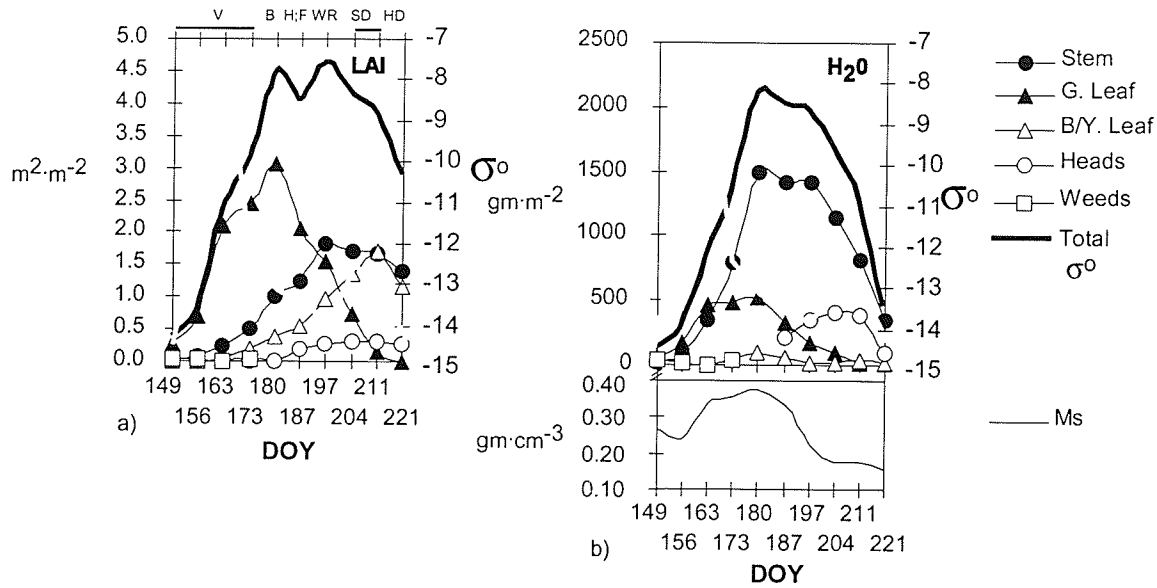 V B H;F WR SD HD
5.0 -7
4.5 LAI -8
4.0
3.5 -9
3.0 -10
m²·m⁻² 2.5 σ° -11
2.0 -12
1.5 -13
1.0
0.5 -14
0.0 -15
149 163 180 197 211
156 173 187 204 221
a) DOY
2500 -7
H₂0 -8
2000 -9
1500 -10
gm·m⁻² -11 σ°
1000 -12
500 -13
-14
0 -15
0.40
0.30
gm·cm⁻³
0.20
0.10
149 163 180 197 211
156 173 187 204 221
b) DOY
Stem
G. Leaf
B/Y. Leaf
Heads
Weeds
Total
σ°
Ms